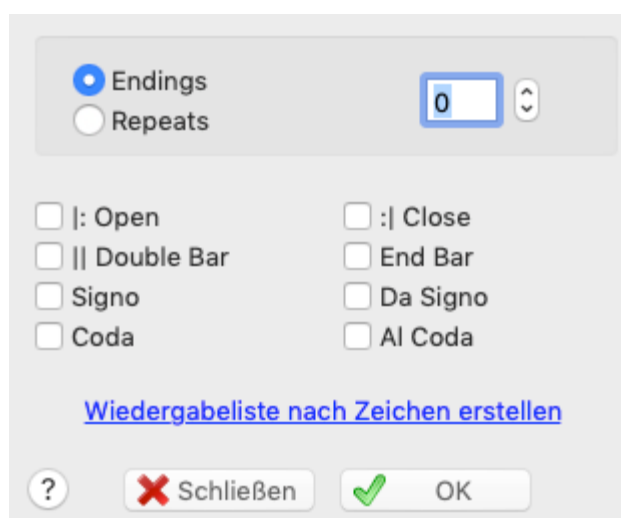 Endings 0
Repeats
|: Open :| Close
|| Double Bar End Bar
Signo Da Signo
Coda Al Coda
Wiedergabeliste nach Zeichen erstellen
? Schließen OK